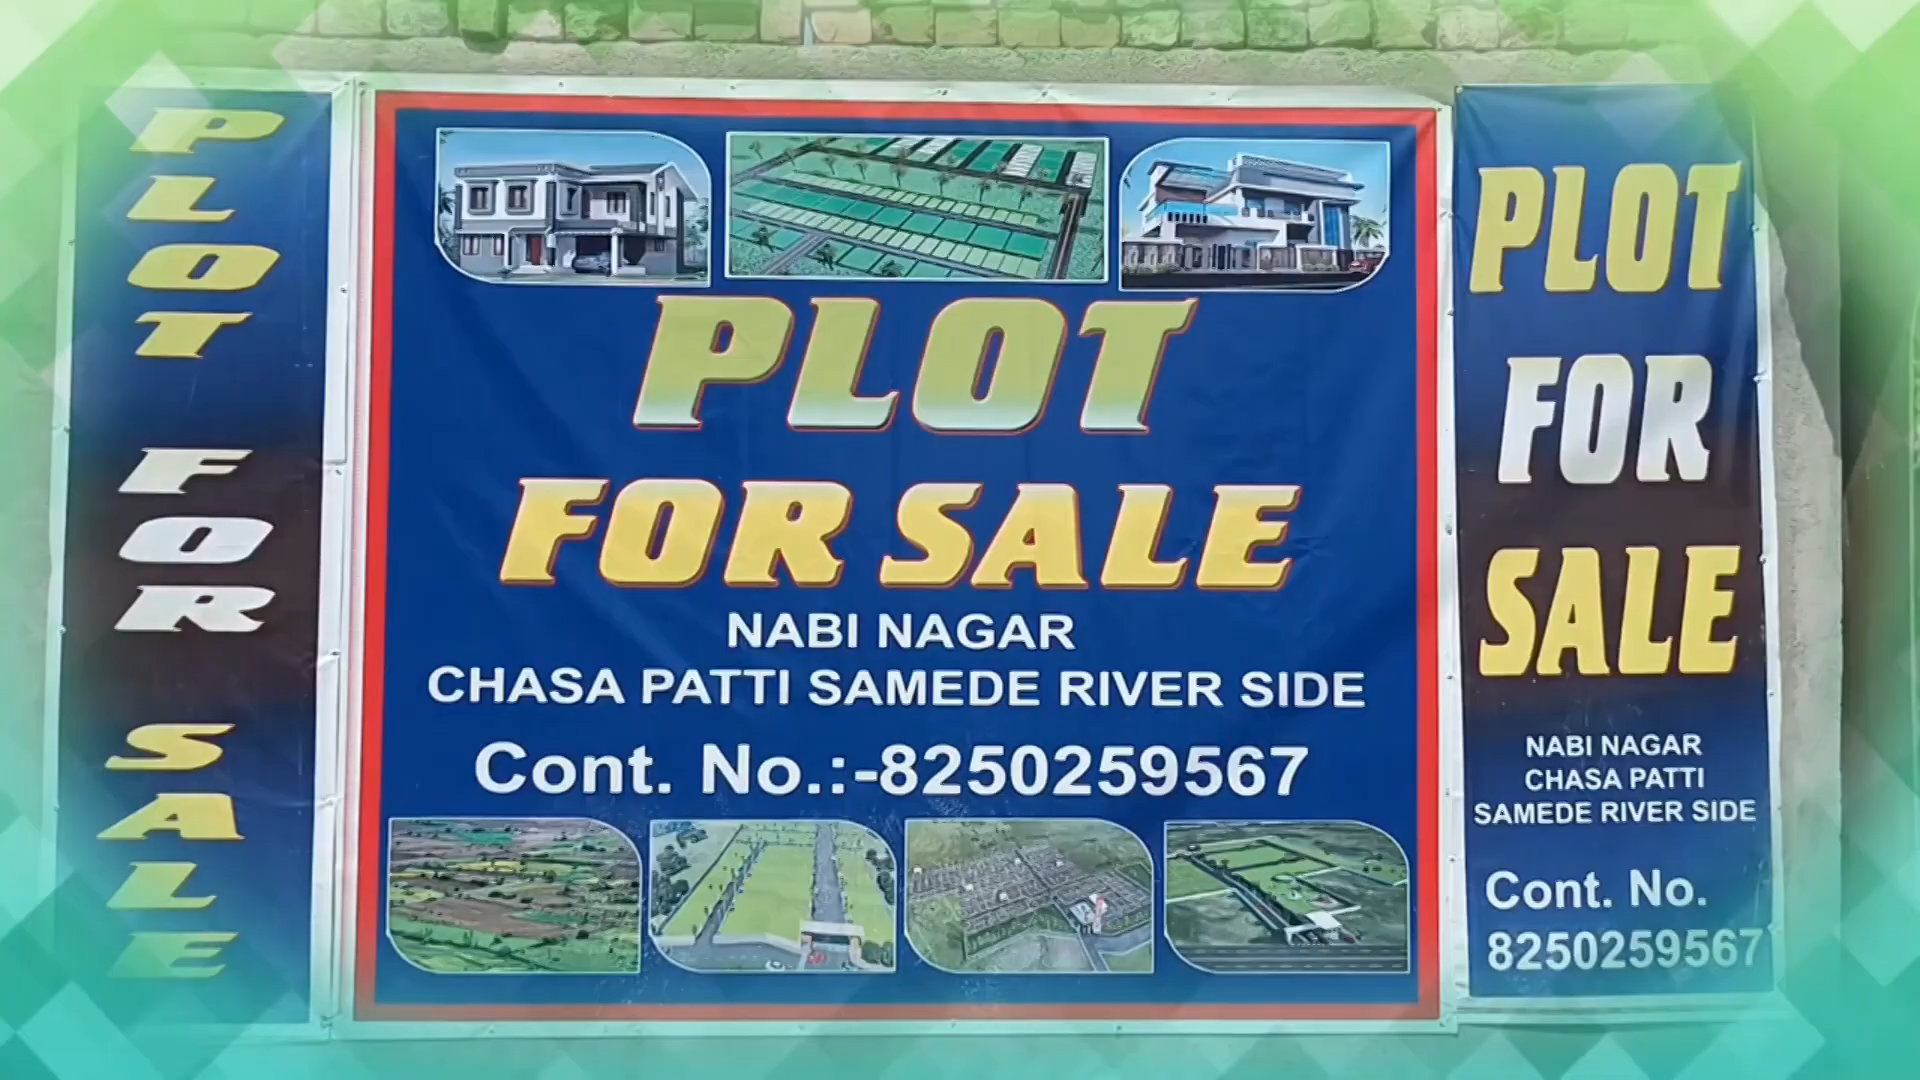 PLOT
FOR
SALE
PLOT
FOR SALE
NABI NAGAR
CHASA PATTI SAMEDE RIVER SIDE
Cont. No.:-8250259567
PLOT
FOR
SALE
NABI NAGAR
CHASA PATTI
SAMEDE RIVER SIDE
Cont. No.
8250259567